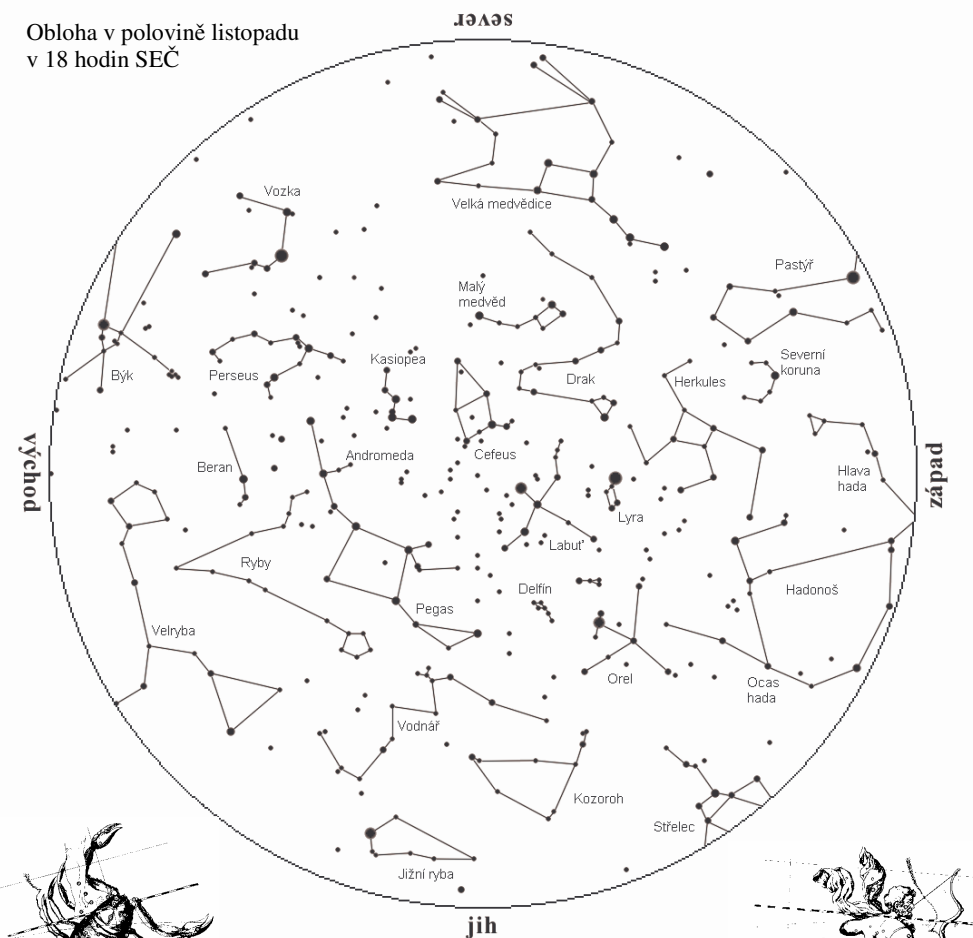 Obloha v polovině listopadu
v 18 hodin SEČ
sever
Vozka
Velká medvědice
Pastýř
Malý
medvěd
Býk
Perseus
Kasiopea
Drak
Herkules
Severní
koruna
východ
Beran
Andromeda
Cefeus
Hlava
hada
západ
Lyra
Labuť
Ryby
Delfín
Hadonoš
Pegas
Velryba
Orel
Ocas
hada
Vodnář
Kozoroh
Střelec
Jižní ryba
jih